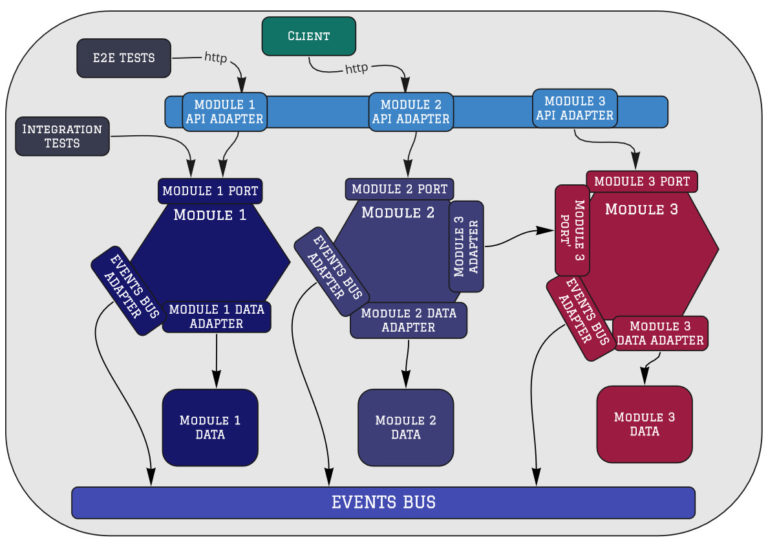 CLIENT
E2E TESTS
http
http
MODULE 1
API ADAPTER
MODULE 2
API ADAPTER
MODULE 3
API ADAPTER
INTEGRATION
TESTS
MODULE 1 PORT
MODULE 1
MODULE 2 PORT
MODULE 2
MODULE 3 PORT
MODULE 3
MODULE 3
PORT
MODULE 3
ADAPTER
EVENTS BUS
ADAPTER
EVENTS BUS
ADAPTER
EVENTS BUS
ADAPTER
MODULE 1 DATA
ADAPTER
MODULE 2 DATA
ADAPTER
MODULE 3
DATA ADAPTER
MODULE 1
DATA
MODULE 2
DATA
MODULE 3
DATA
EVENTS BUS